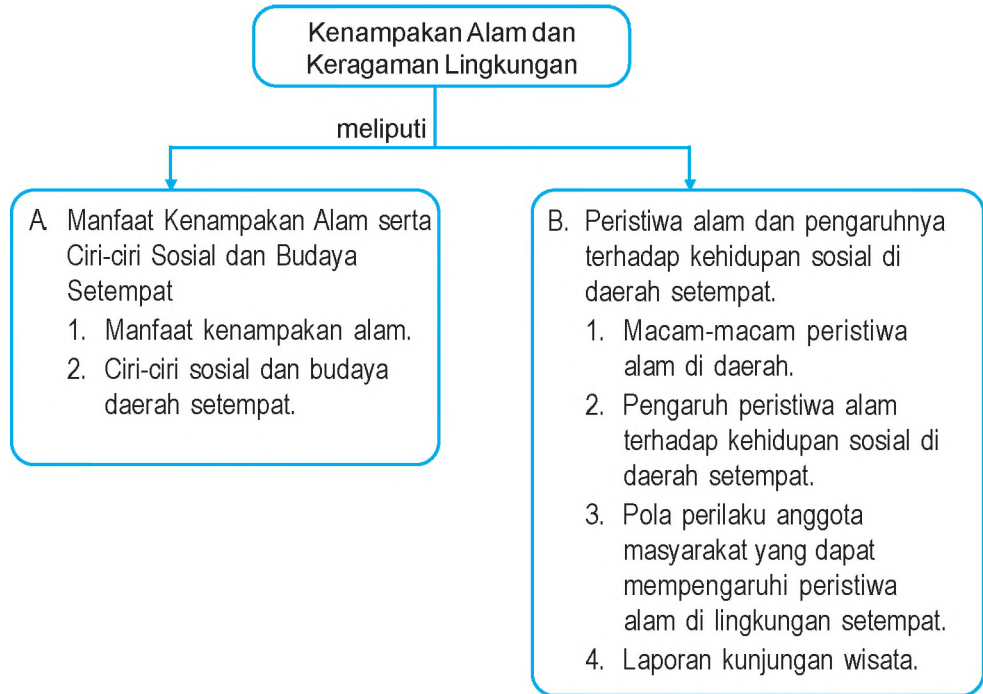 Kenampakan Alam dan
Keragaman Lingkungan
meliputi
A. Manfaat Kenampakan Alam serta
Ciri-ciri Sosial dan Budaya
Setempat
1. Manfaat kenampakan alam.
2. Ciri-ciri sosial dan budaya
daerah setempat.
B. Peristiwa alam dan pengaruhnya
terhadap kehidupan sosial di
daerah setempat.
1. Macam-macam peristiwa
alam di daerah.
2. Pengaruh peristiwa alam
terhadap kehidupan sosial di
daerah setempat.
3. Pola perilaku anggota
masyarakat yang dapat
mempengaruhi peristiwa
alam di lingkungan setempat.
4. Laporan kunjungan wisata.